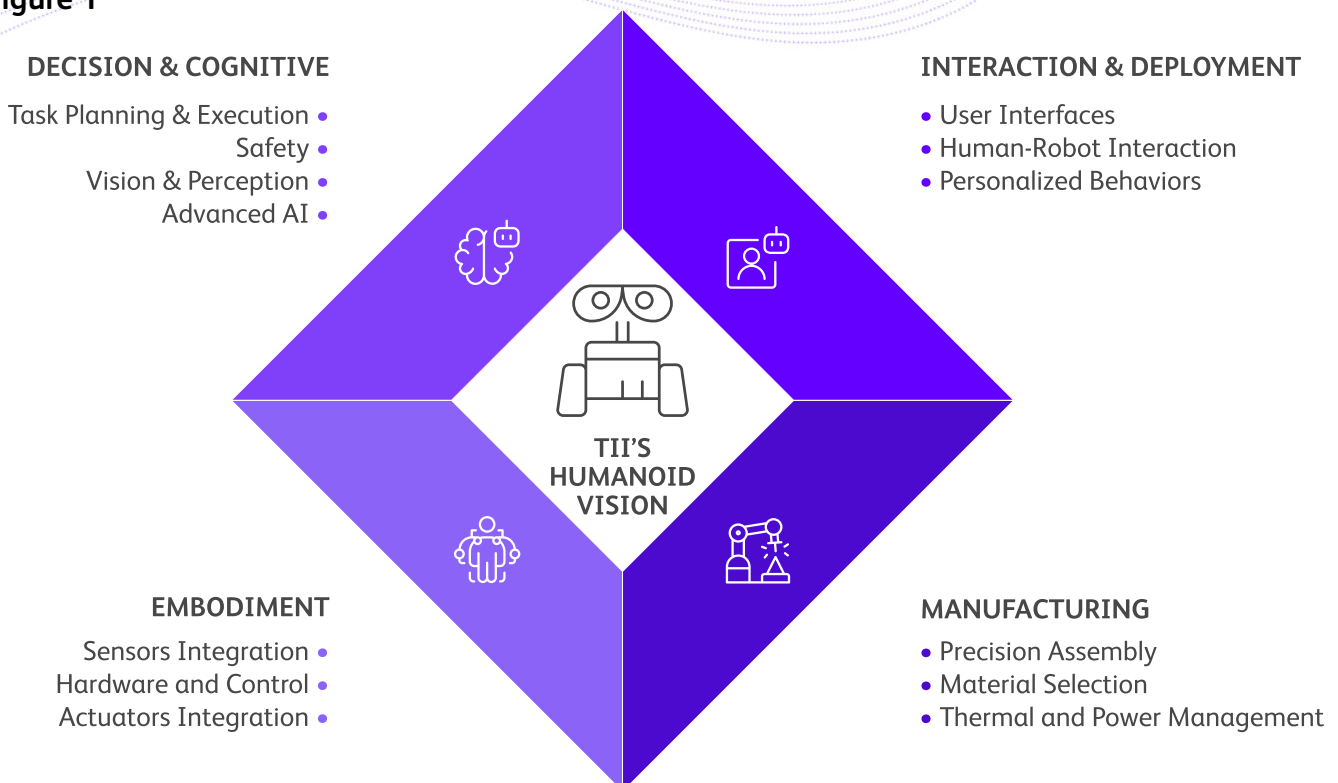 Figure 1
DECISION & COGNITIVE
Task Planning & Execution •
Safety •
Vision & Perception •
Advanced AI •
INTERACTION & DEPLOYMENT
• User Interfaces
• Human-Robot Interaction
• Personalized Behaviors
TII’S
HUMANOID
VISION
EMBODIMENT
Sensors Integration •
Hardware and Control •
Actuators Integration •
MANUFACTURING
• Precision Assembly
• Material Selection
• Thermal and Power Management